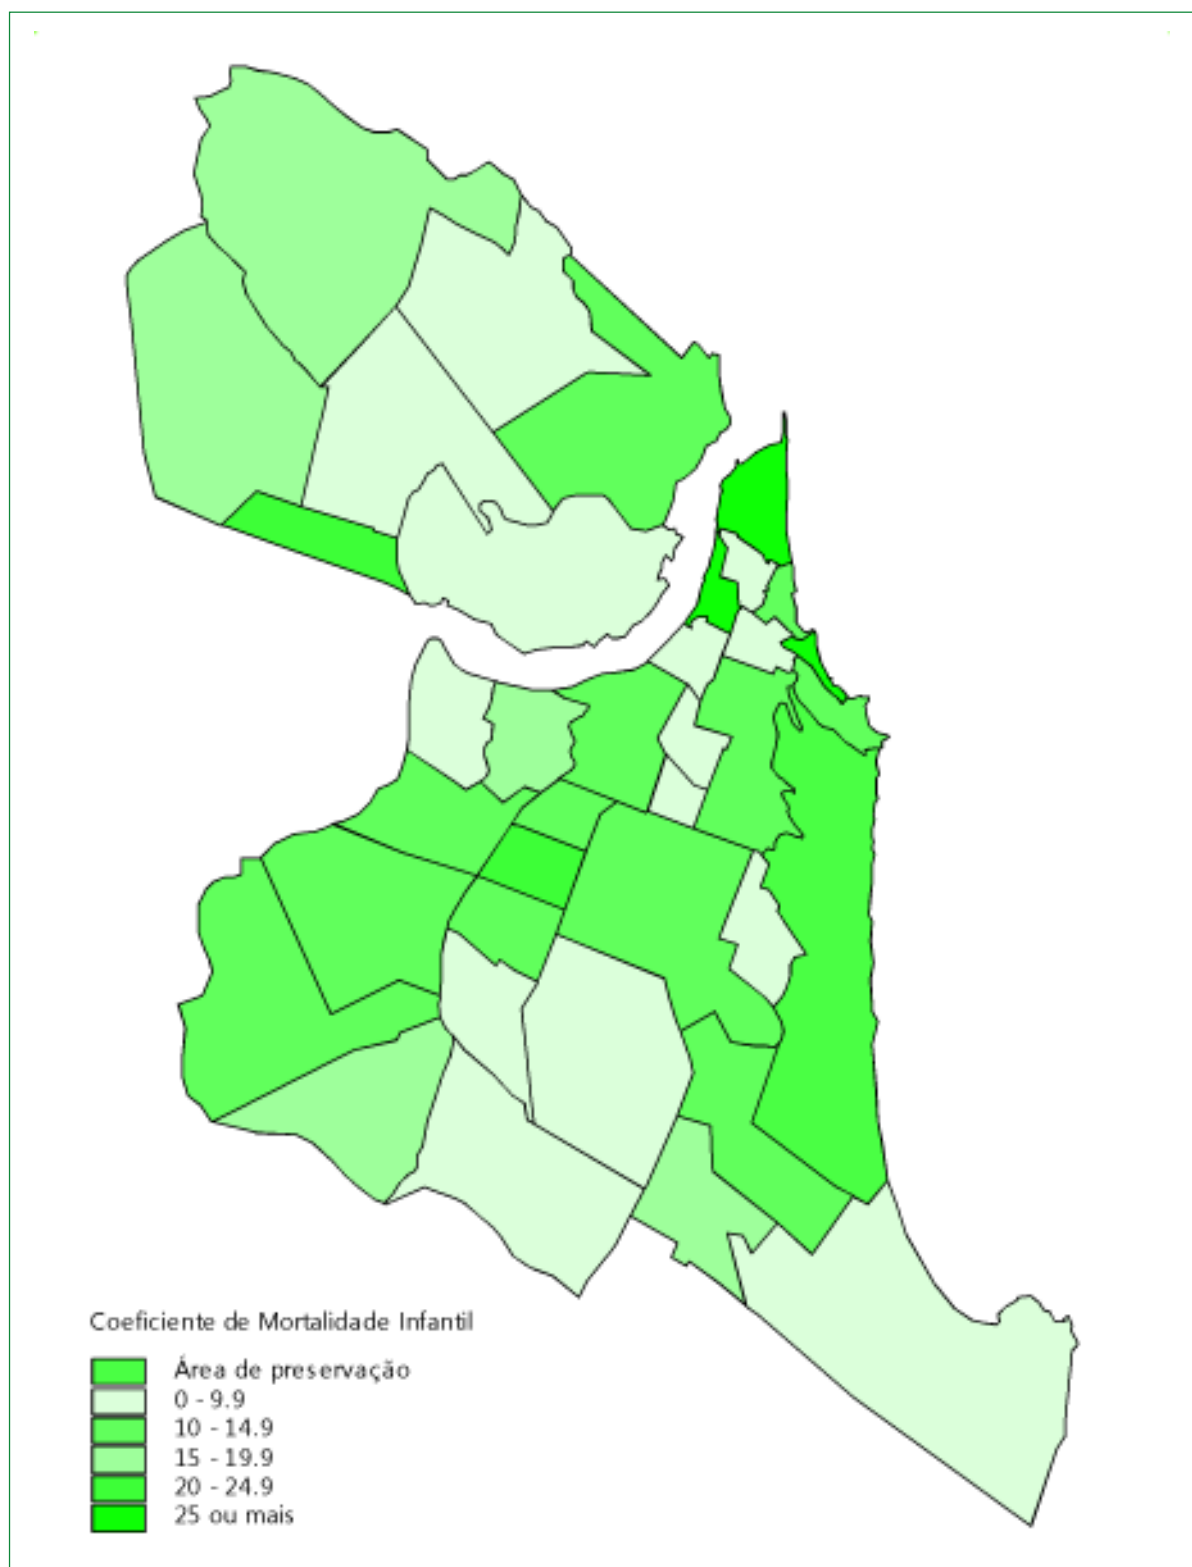 Coeficiente de Mortalidade Infantil
Área de preservação
0 - 9.9
10 - 14.9
15 - 19.9
20 - 24.9
25 ou mais